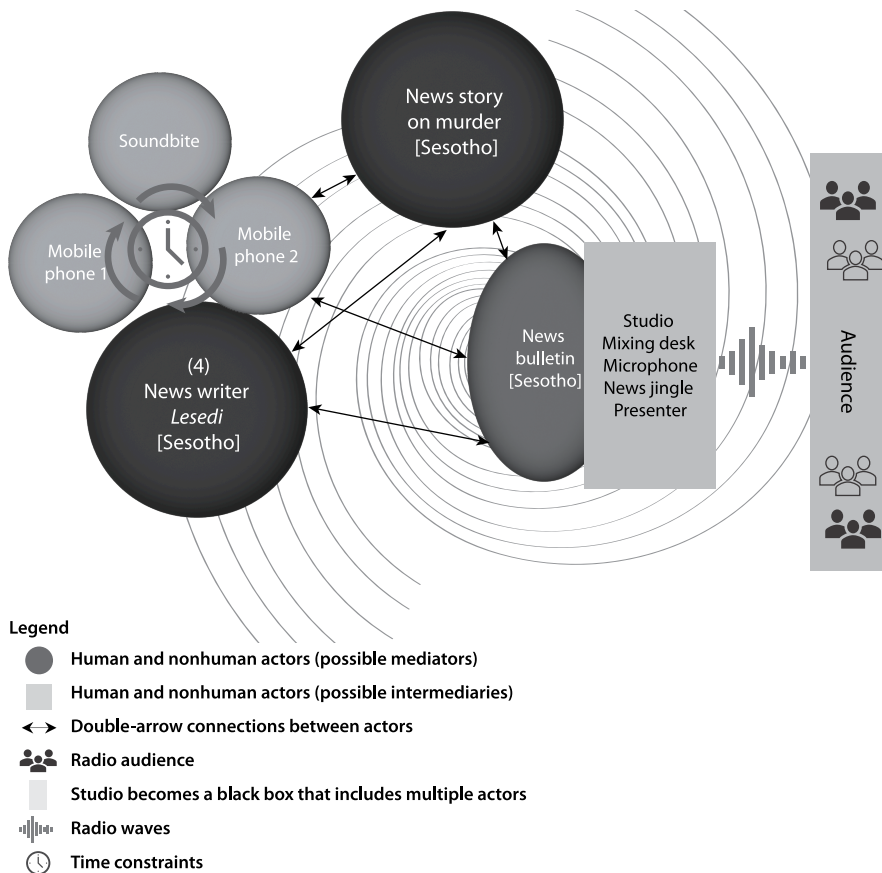 News story
on murder
[Sesotho]
Soundbite
Mobile
phone 1
Mobile
phone 2
(4)
News writer
Lesedi
[Sesotho]
News
bulletin
[Sesotho]
Studio
Mixing desk
Microphone
News jingle
Presenter
Audience
Legend
Human and nonhuman actors (possible mediators)
Human and nonhuman actors (possible intermediaries)
Double-arrow connections between actors
Radio audience
Studio becomes a black box that includes multiple actors
Radio waves
Time constraints